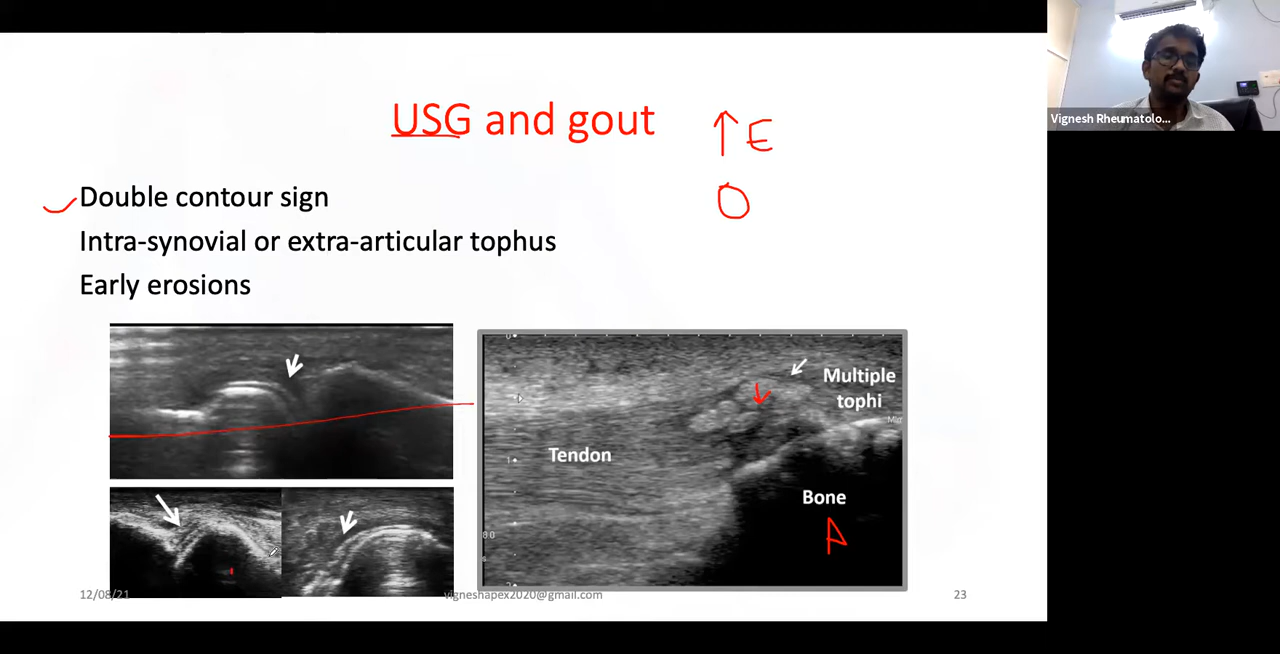 USG and gout
↑ E
O
Double contour sign
Intra-synovial or extra-articular tophus
Early erosions
Multiple
tophi
Tendon
Bone
A
12/08/21
vigneshapex2020@gmail.com
23
Vignesh Rheumatolo...